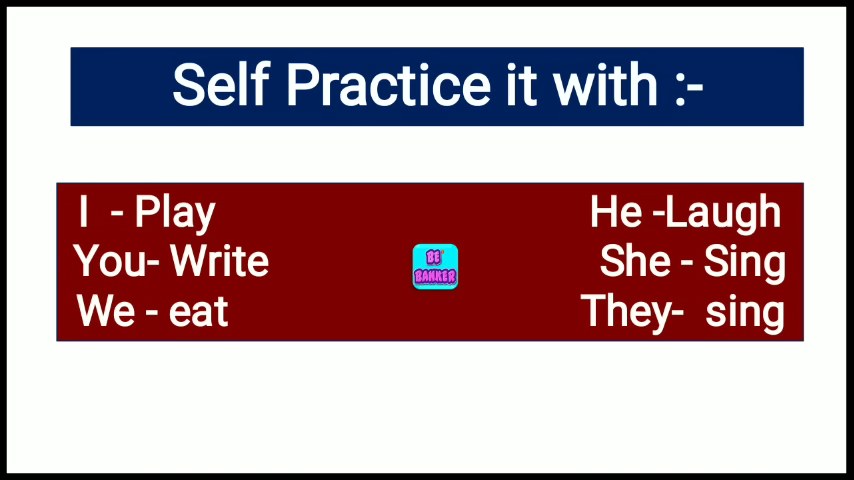 Self Practice it with :-
I - Play
You- Write
We - eat
BE
BANKER
He -Laugh
She - Sing
They- sing